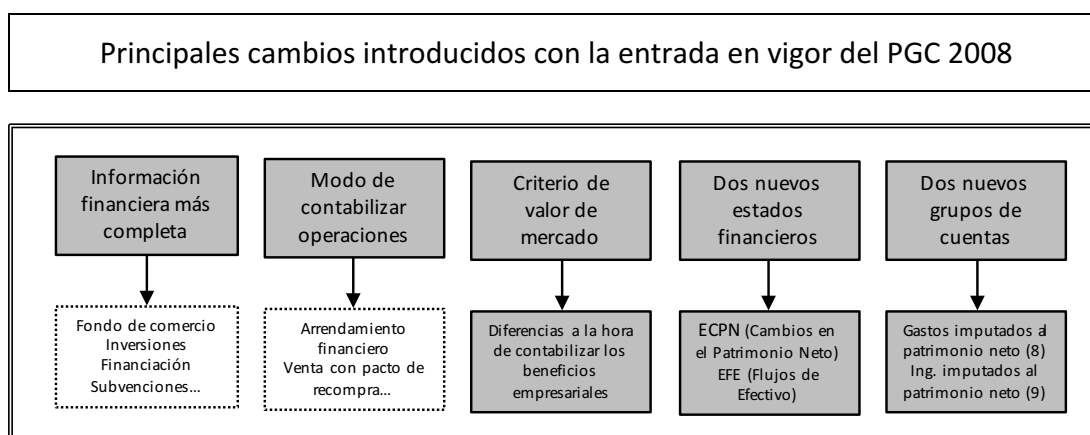 Principales cambios introducidos con la entrada en vigor del PGC 2008
Información
financiera más
completa
Modo de
contabilizar
operaciones
Criterio de
valor de
mercado
Dos nuevos
estados
financieros
Dos nuevos
grupos de
cuentas
Fondo de comercio
Inversiones
Financiación
Subvenciones...
Arrendamiento
financiero
Venta con pacto de
recompra...
Diferencias a la hora
de contabilizar los
beneficios
empresariales
ECPN (Cambios en
el Patrimonio Neto)
EFE (Flujos de
Efectivo)
Gastos imputados al
patrimonio neto (8)
Ing. imputados al
patrimonio neto (9)